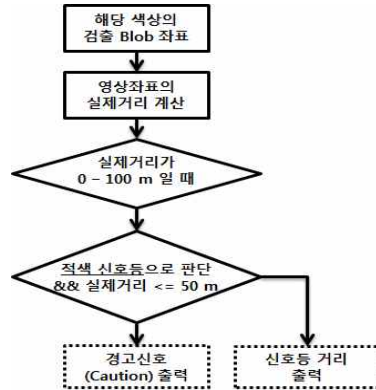 해당 색상의
검출 Blob 좌표
영상좌표의
실제거리 계산
실제거리가
0 – 100 m 일 때
적색 신호등으로 판단
&& 실제거리 <= 50 m
경고신호
(Caution) 출력
신호등 거리
출력